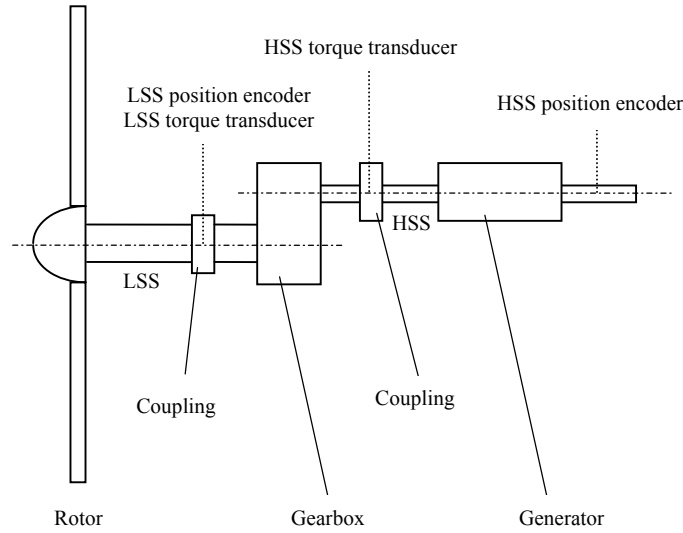 HSS torque transducer
LSS position encoder
LSS torque transducer
HSS position encoder
HSS
LSS
Coupling
Coupling
Rotor
Gearbox
Generator